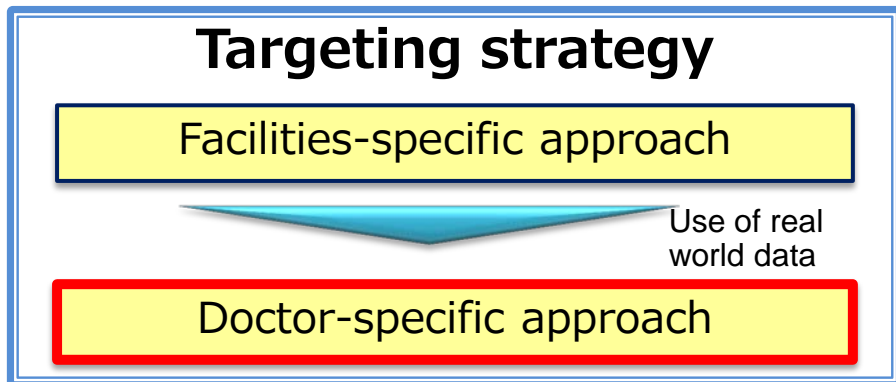 Targeting strategy
Facilities-specific approach
Use of real
world data
Doctor-specific approach